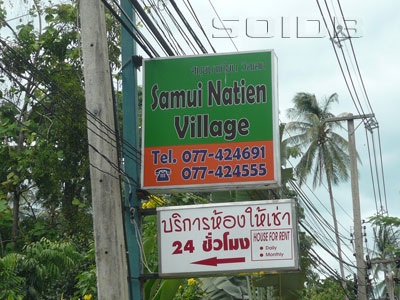 SOIDB
Samui Natien
Village
Tel. 077-424691
☎ 077-424555
บริการห้องให้เช่า
24 ชั่วโมง
HOUSE FOR RENT
Daily
Monthly